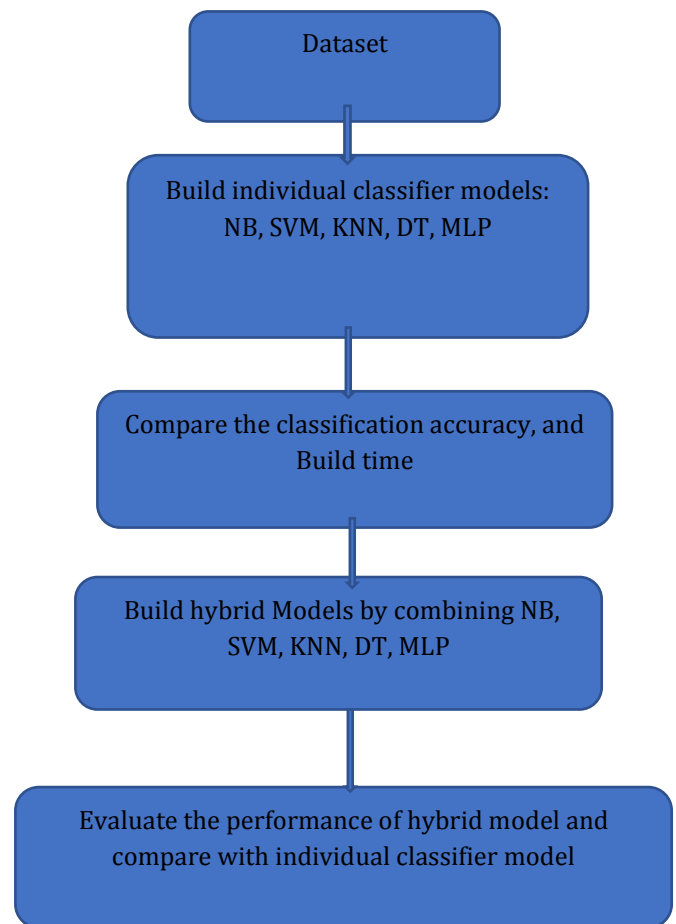 Dataset
Build individual classifier models:
NB, SVM, KNN, DT, MLP
Compare the classification accuracy, and
Build time
Build hybrid Models by combining NB,
SVM, KNN, DT, MLP
Evaluate the performance of hybrid model and
compare with individual classifier model